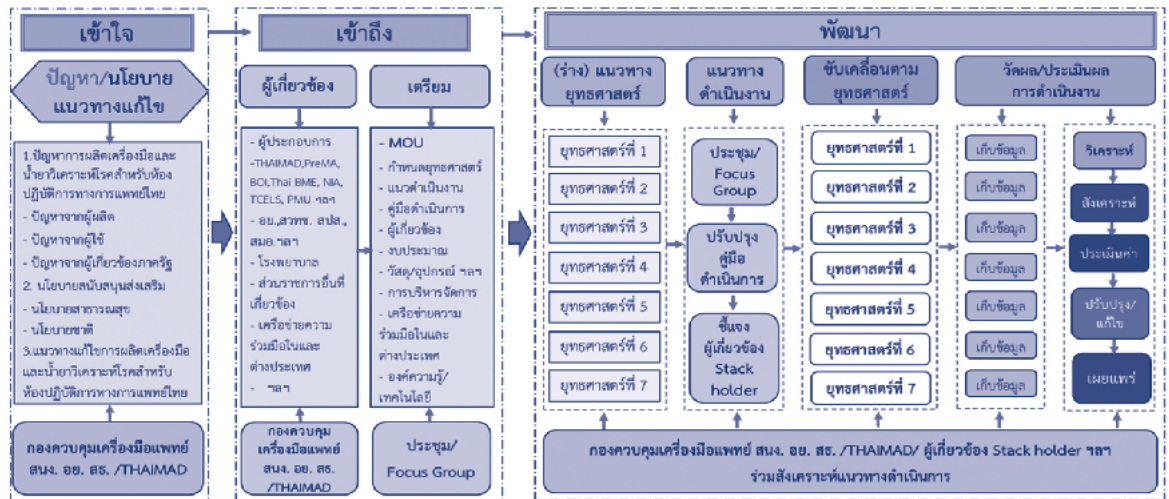 เข้าใจ
ปัญหา/นโยบาย
แนวทางแก้ไข
1.ปัญหาการผลิตเครื่องมือและ
น้ำยาวิเคราะห์โรคสำหรับห้อง
ปฏิบัติการทางการแพทย์ไทย
- ปัญหาจากผู้ผลิต
- ปัญหาจากผู้ใช้
- ปัญหาจากผู้เกี่ยวข้องภาครัฐ
2. นโยบายสนับสนุนส่งเสริม
- นโยบายสาธารณสุข
- นโยบายชาติ
3.แนวทางแก้ไขการผลิตเครื่องมือ
และน้ำยาวิเคราะห์โรคสำหรับ
ห้องปฏิบัติการทางการแพทย์ไทย
กองควบคุมเครื่องมือแพทย์
สนง. อย. สธ. /THAIMAD
เข้าถึง
ผู้เกี่ยวข้อง
- ผู้ประกอบการ
-THAIMAD,PreMA,
BOI,Thai BME, NIA,
TCELS, PMU ฯลฯ
- อย.,สวทช. สปส.,
สมอ.ฯลฯ
- โรงพยาบาล
- ส่วนราชการอื่นที่
เกี่ยวข้อง
- เครือข่ายความ
ร่วมมือในและ
ต่างประเทศ
- ฯลฯ
กองควบคุม
เครื่องมือแพทย์
สนง. อย. สธ.
/THAIMAD
เตรียม
- MOU
- กำหนดยุทธศาสตร์
- แนวดำเนินการ
- คู่มือดำเนินการ
- ผู้เกี่ยวข้อง
- งบประมาณ
- วัสดุ/อุปกรณ์ ฯลฯ
- การบริหารจัดการ
- เครือข่ายความ
ร่วมมือในและ
ต่างประเทศ
- องค์ความรู้/
เทคโนโลยี
ประชุม/
Focus Group
พัฒนา
(ร่าง) แนวทาง
ยุทธศาสตร์
ยุทธศาสตร์ที่ 1
ยุทธศาสตร์ที่ 2
ยุทธศาสตร์ที่ 3
ยุทธศาสตร์ที่ 4
ยุทธศาสตร์ที่ 5
ยุทธศาสตร์ที่ 6
ยุทธศาสตร์ที่ 7
แนวทาง
ดำเนินงาน
ประชุม/
Focus
Group
ปรับปรุง
คู่มือ
ดำเนินการ
ชี้แจง
ผู้เกี่ยวข้อง
Stack
holder
ขับเคลื่อนตาม
ยุทธศาสตร์
ยุทธศาสตร์ที่ 1
ยุทธศาสตร์ที่ 2
ยุทธศาสตร์ที่ 3
ยุทธศาสตร์ที่ 4
ยุทธศาสตร์ที่ 5
ยุทธศาสตร์ที่ 6
ยุทธศาสตร์ที่ 7
วัดผล/ประเมินผล
การดำเนินงาน
เก็บข้อมูล
เก็บข้อมูล
เก็บข้อมูล
เก็บข้อมูล
เก็บข้อมูล
เก็บข้อมูล
เก็บข้อมูล
วิเคราะห์
สังเคราะห์
ประเมินค่า
ปรับปรุง/
แก้ไข
เผยแพร่
กองควบคุมเครื่องมือแพทย์ สนง. อย. สธ. /THAIMAD/ ผู้เกี่ยวข้อง Stack holder ฯลฯ
ร่วมสังเคราะห์แนวทางดำเนินการ